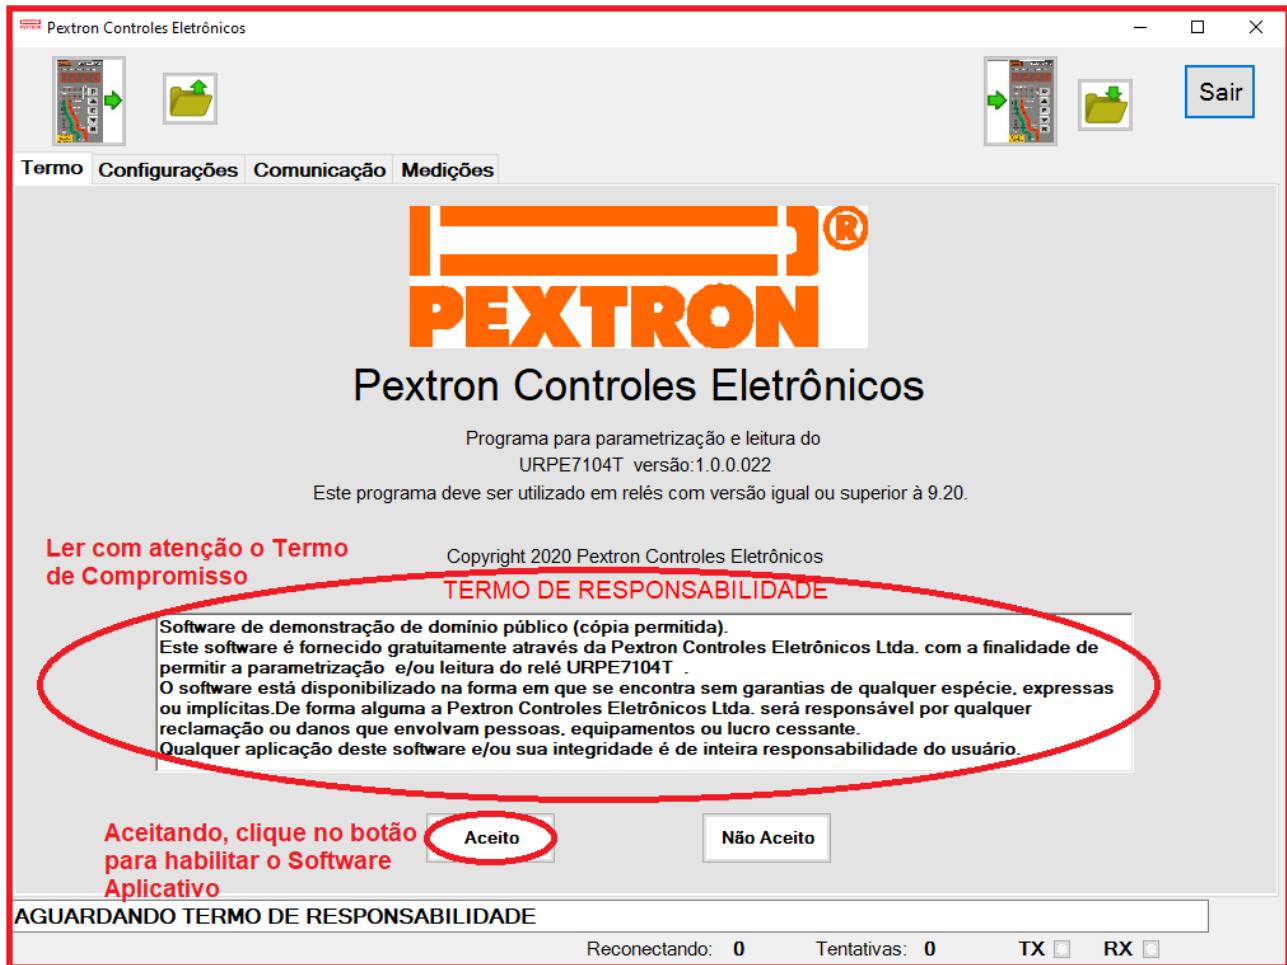 Pextron Controles Eletrônicos
Sair
Termo Configurações Comunicação Medições
PEXTRON®
Pextron Controles Eletrônicos
Programa para parametrização e leitura do
URPE7104T versão:1.0.0.022
Este programa deve ser utilizado em relés com versão igual ou superior à 9.20.
Ler com atenção o Termo
de Compromisso
Copyright 2020 Pextron Controles Eletrônicos
TERMO DE RESPONSABILIDADE
Software de demonstração de domínio público (cópia permitida).
Este software é fornecido gratuitamente através da Pextron Controles Eletrônicos Ltda. com a finalidade de
permitir a parametrização e/ou leitura do relé URPE7104T .
O software está disponibilizado na forma em que se encontra sem garantias de qualquer espécie, expressas
ou implícitas.De forma alguma a Pextron Controles Eletrônicos Ltda. será responsável por qualquer
reclamação ou danos que envolvam pessoas, equipamentos ou lucro cessante.
Qualquer aplicação deste software e/ou sua integridade é de inteira responsabilidade do usuário.
Aceitando, clique no botão
para habilitar o Software
Aplicativo
Aceito
Não Aceito
AGUARDANDO TERMO DE RESPONSABILIDADE
Reconectando: 0 Tentativas: 0 TX RX